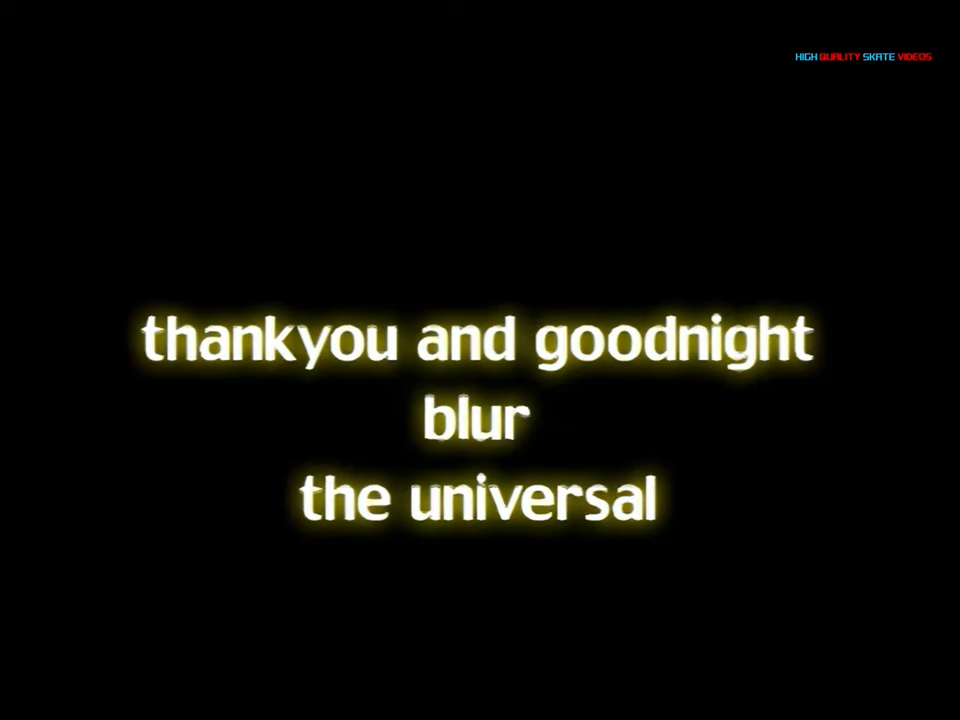 HIGH QUALITY SKATE VIDEOS
thankyou and goodnight
blur
the universal